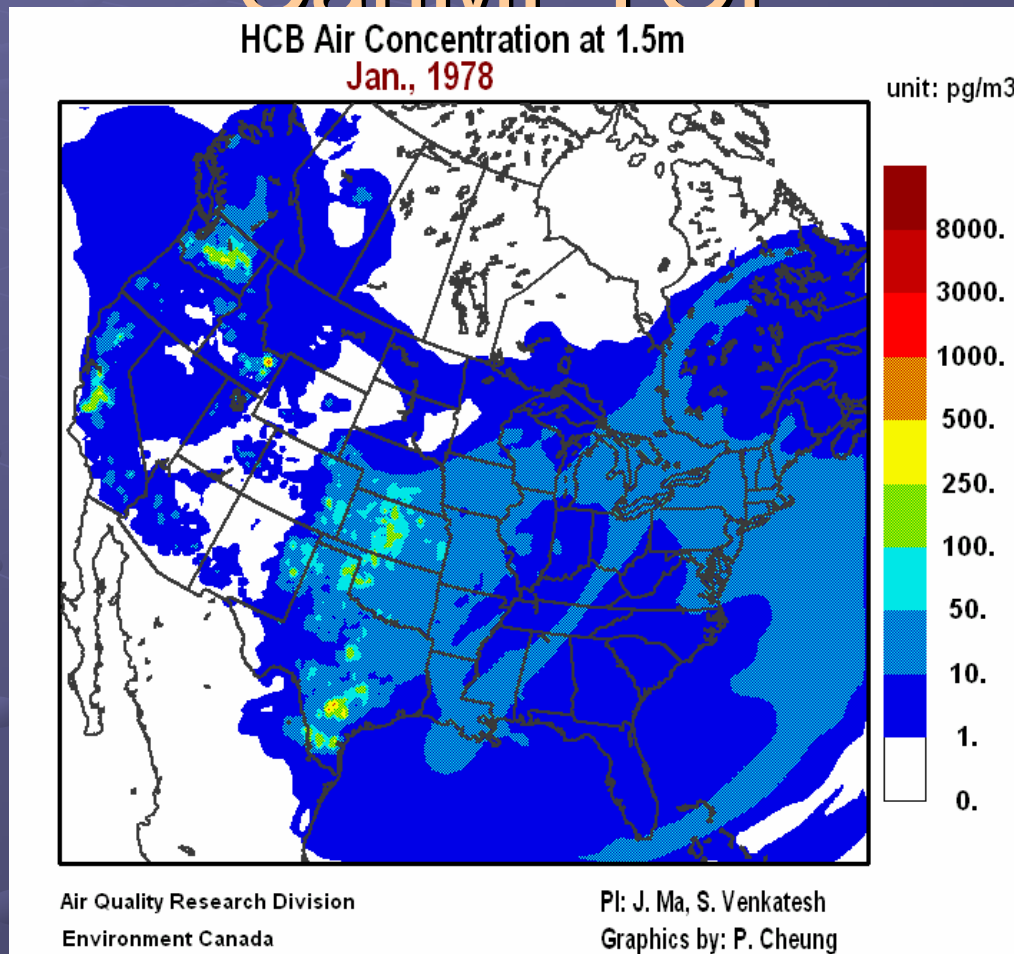 HCB Air Concentration at 1.5m
Jan., 1978
unit: pg/m3
8000.
3000.
1000.
500.
250.
100.
50.
10.
1.
0.
Air Quality Research Division
Environment Canada
PI: J. Ma, S. Venkatesh
Graphics by: P. Cheung